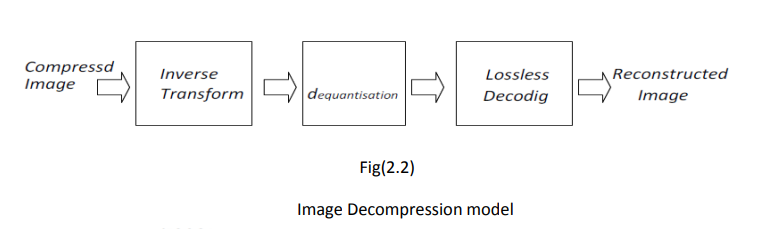 Compressd
Image
Inverse
Transform
dequantisation
Lossless
Decodig
Reconstructed
Image
Fig(2.2)
Image Decompression model